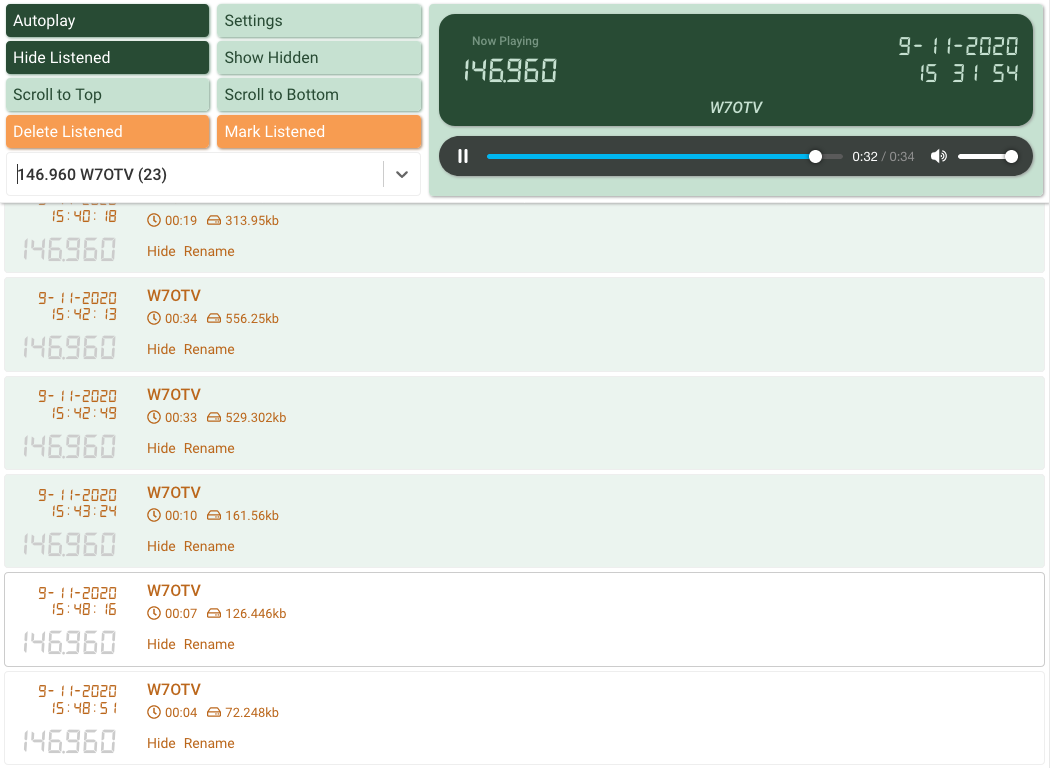 Autoplay
Settings
Hide Listened
Show Hidden
Scroll to Top
Scroll to Bottom
Delete Listened
Mark Listened
146.960 W7OTV (23)
Now Playing
146.960
9-11-2020
15 31 54
W7OTV
0:32 / 0:34
15:40:18
00:19 313.95kb
146.960
Hide Rename
9-11-2020
15:42:13
146.960
W7OTV
00:34 556.25kb
Hide Rename
9-11-2020
15:42:49
146.960
W7OTV
00:33 529.302kb
Hide Rename
9-11-2020
15:43:24
146.960
W7OTV
00:10 161.56kb
Hide Rename
9-11-2020
15:48:16
146.960
W7OTV
00:07 126.446kb
Hide Rename
9-11-2020
15:48:51
146.960
W7OTV
00:04 72.248kb
Hide Rename